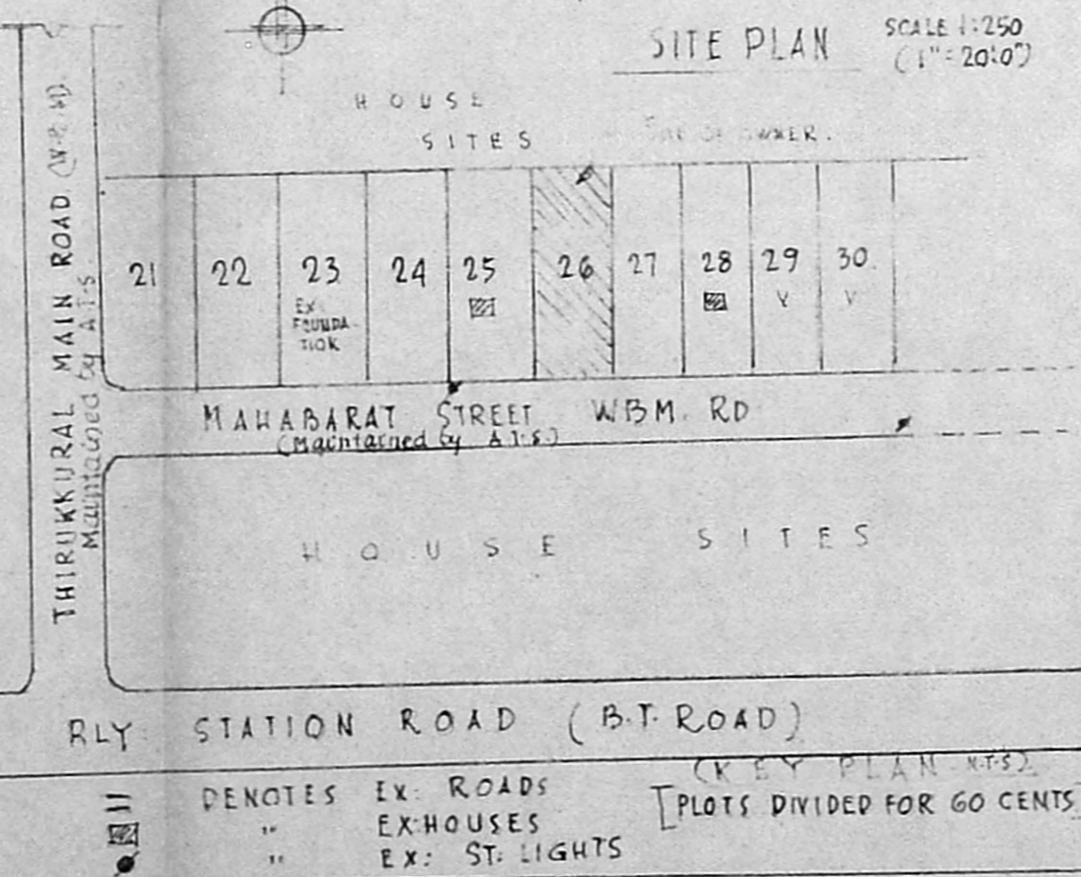 SITE PLAN
SCALE 1:250
(1"=20'0")
HOUSE
SITES
OWNER.
21 22 23 24 25 26 27 28 29 30
EX:
FOUNDA-
TION
V V
MAHABARAT STREET WBM. RD
(Maintained by A.T.S)
THIRUKKURAL MAIN ROAD
Maintained by A.T.S.
HOUSE SITES
RLY STATION ROAD (B.T. ROAD)
(KEY PLAN N.T.S)
DENOTES EX: ROADS
" EX:HOUSES
" EX: ST: LIGHTS
[PLOTS DIVIDED FOR 60 CENTS